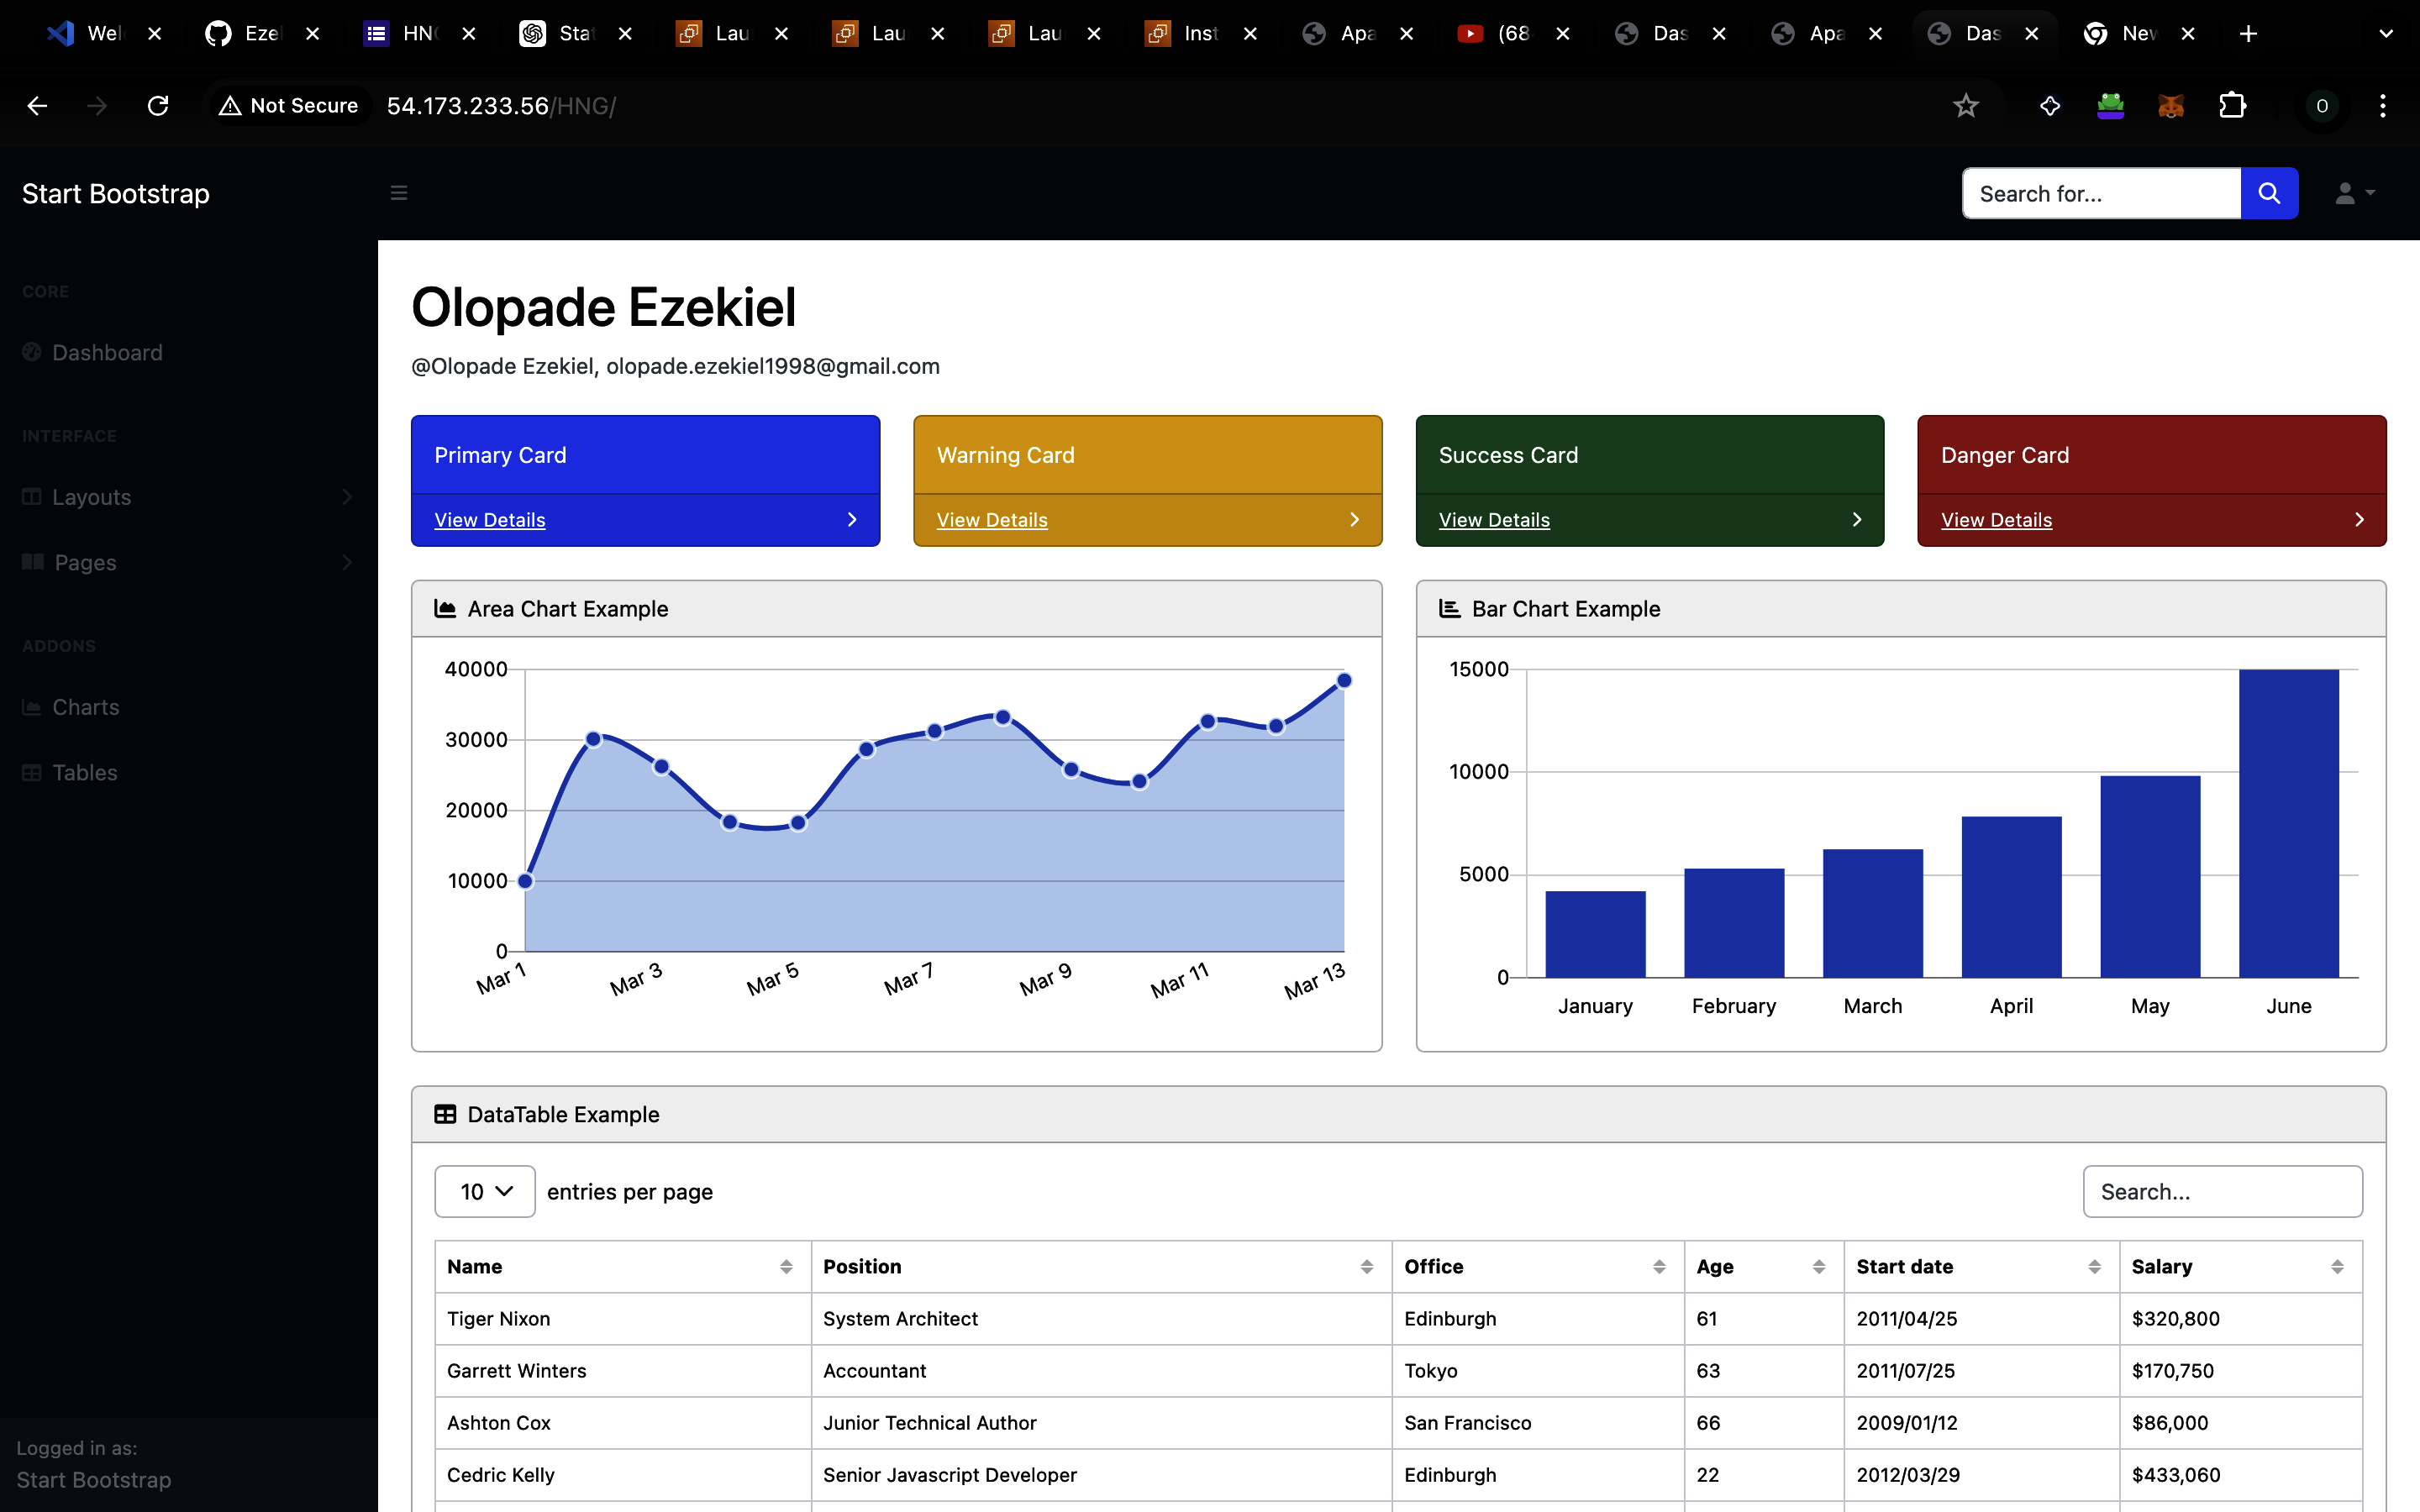 Wel
Ezel
HNG
Stat
Lau
Lau
Lau
Inst
Apa
(68
Das
Apa
Das
New
Not Secure
54.173.233.56/HNG/
O
Start Bootstrap
Search for...
CORE
Dashboard
INTERFACE
Layouts
Pages
ADDONS
Charts
Tables
Logged in as:
Start Bootstrap
Olopade Ezekiel
@Olopade Ezekiel, olopade.ezekiel1998@gmail.com
Primary Card
View Details
Warning Card
View Details
Success Card
View Details
Danger Card
View Details
Area Chart Example
40000
30000
20000
10000
0
Mar 1 Mar 3 Mar 5 Mar 7 Mar 9 Mar 11 Mar 13
Bar Chart Example
15000
10000
5000
0
January February March April May June
DataTable Example
10 entries per page
Search...
Name Position Office Age Start date Salary
Tiger Nixon System Architect Edinburgh 61 2011/04/25 $320,800
Garrett Winters Accountant Tokyo 63 2011/07/25 $170,750
Ashton Cox Junior Technical Author San Francisco 66 2009/01/12 $86,000
Cedric Kelly Senior Javascript Developer Edinburgh 22 2012/03/29 $433,060